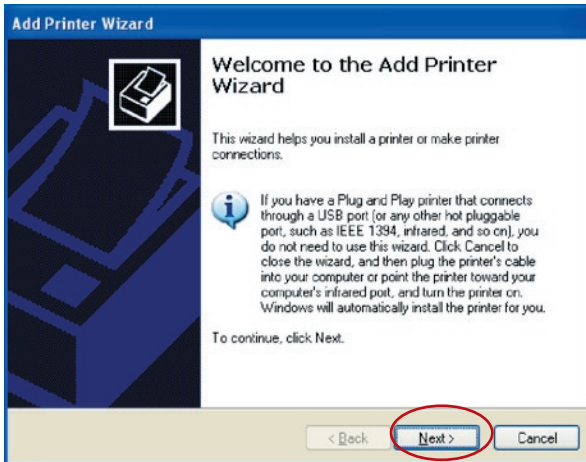 Add Printer Wizard
Welcome to the Add Printer
Wizard
This wizard helps you install a printer or make printer
connections.
If you have a Plug and Play printer that connects
through a USB port (or any other hot pluggable
port, such as IEEE 1394, infrared, and so on), you
do not need to use this wizard. Click Cancel to
close the wizard, and then plug the printer's cable
into your computer or point the printer toward your
computer's infrared port, and turn the printer on.
Windows will automatically install the printer for you.
To continue, click Next.
< Back Next > Cancel